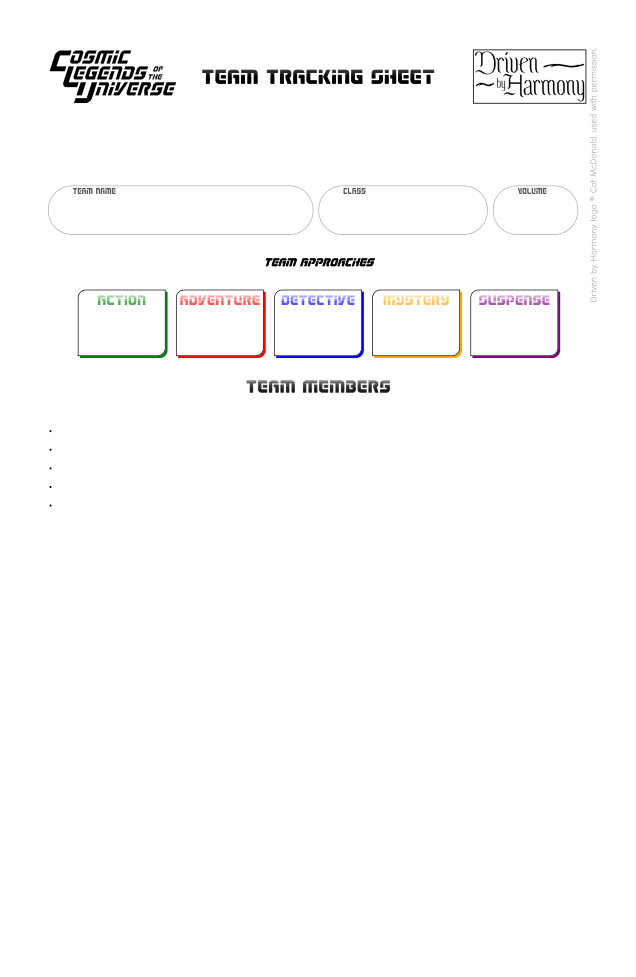 COSMIC
LEGENDS OF
THE
UNIVERSE
TEAM TRACKING SHEET
Driven
by Harmony
Driven by Harmony logo ® Cat McDonald, used with permission.
TEAM NAME
CLASS
VOLUME
TEAM APPROACHES
ACTION
ADVENTURE
DETECTIVE
MYSTERY
SUSPENSE
TEAM MEMBERS
•
•
•
•
•